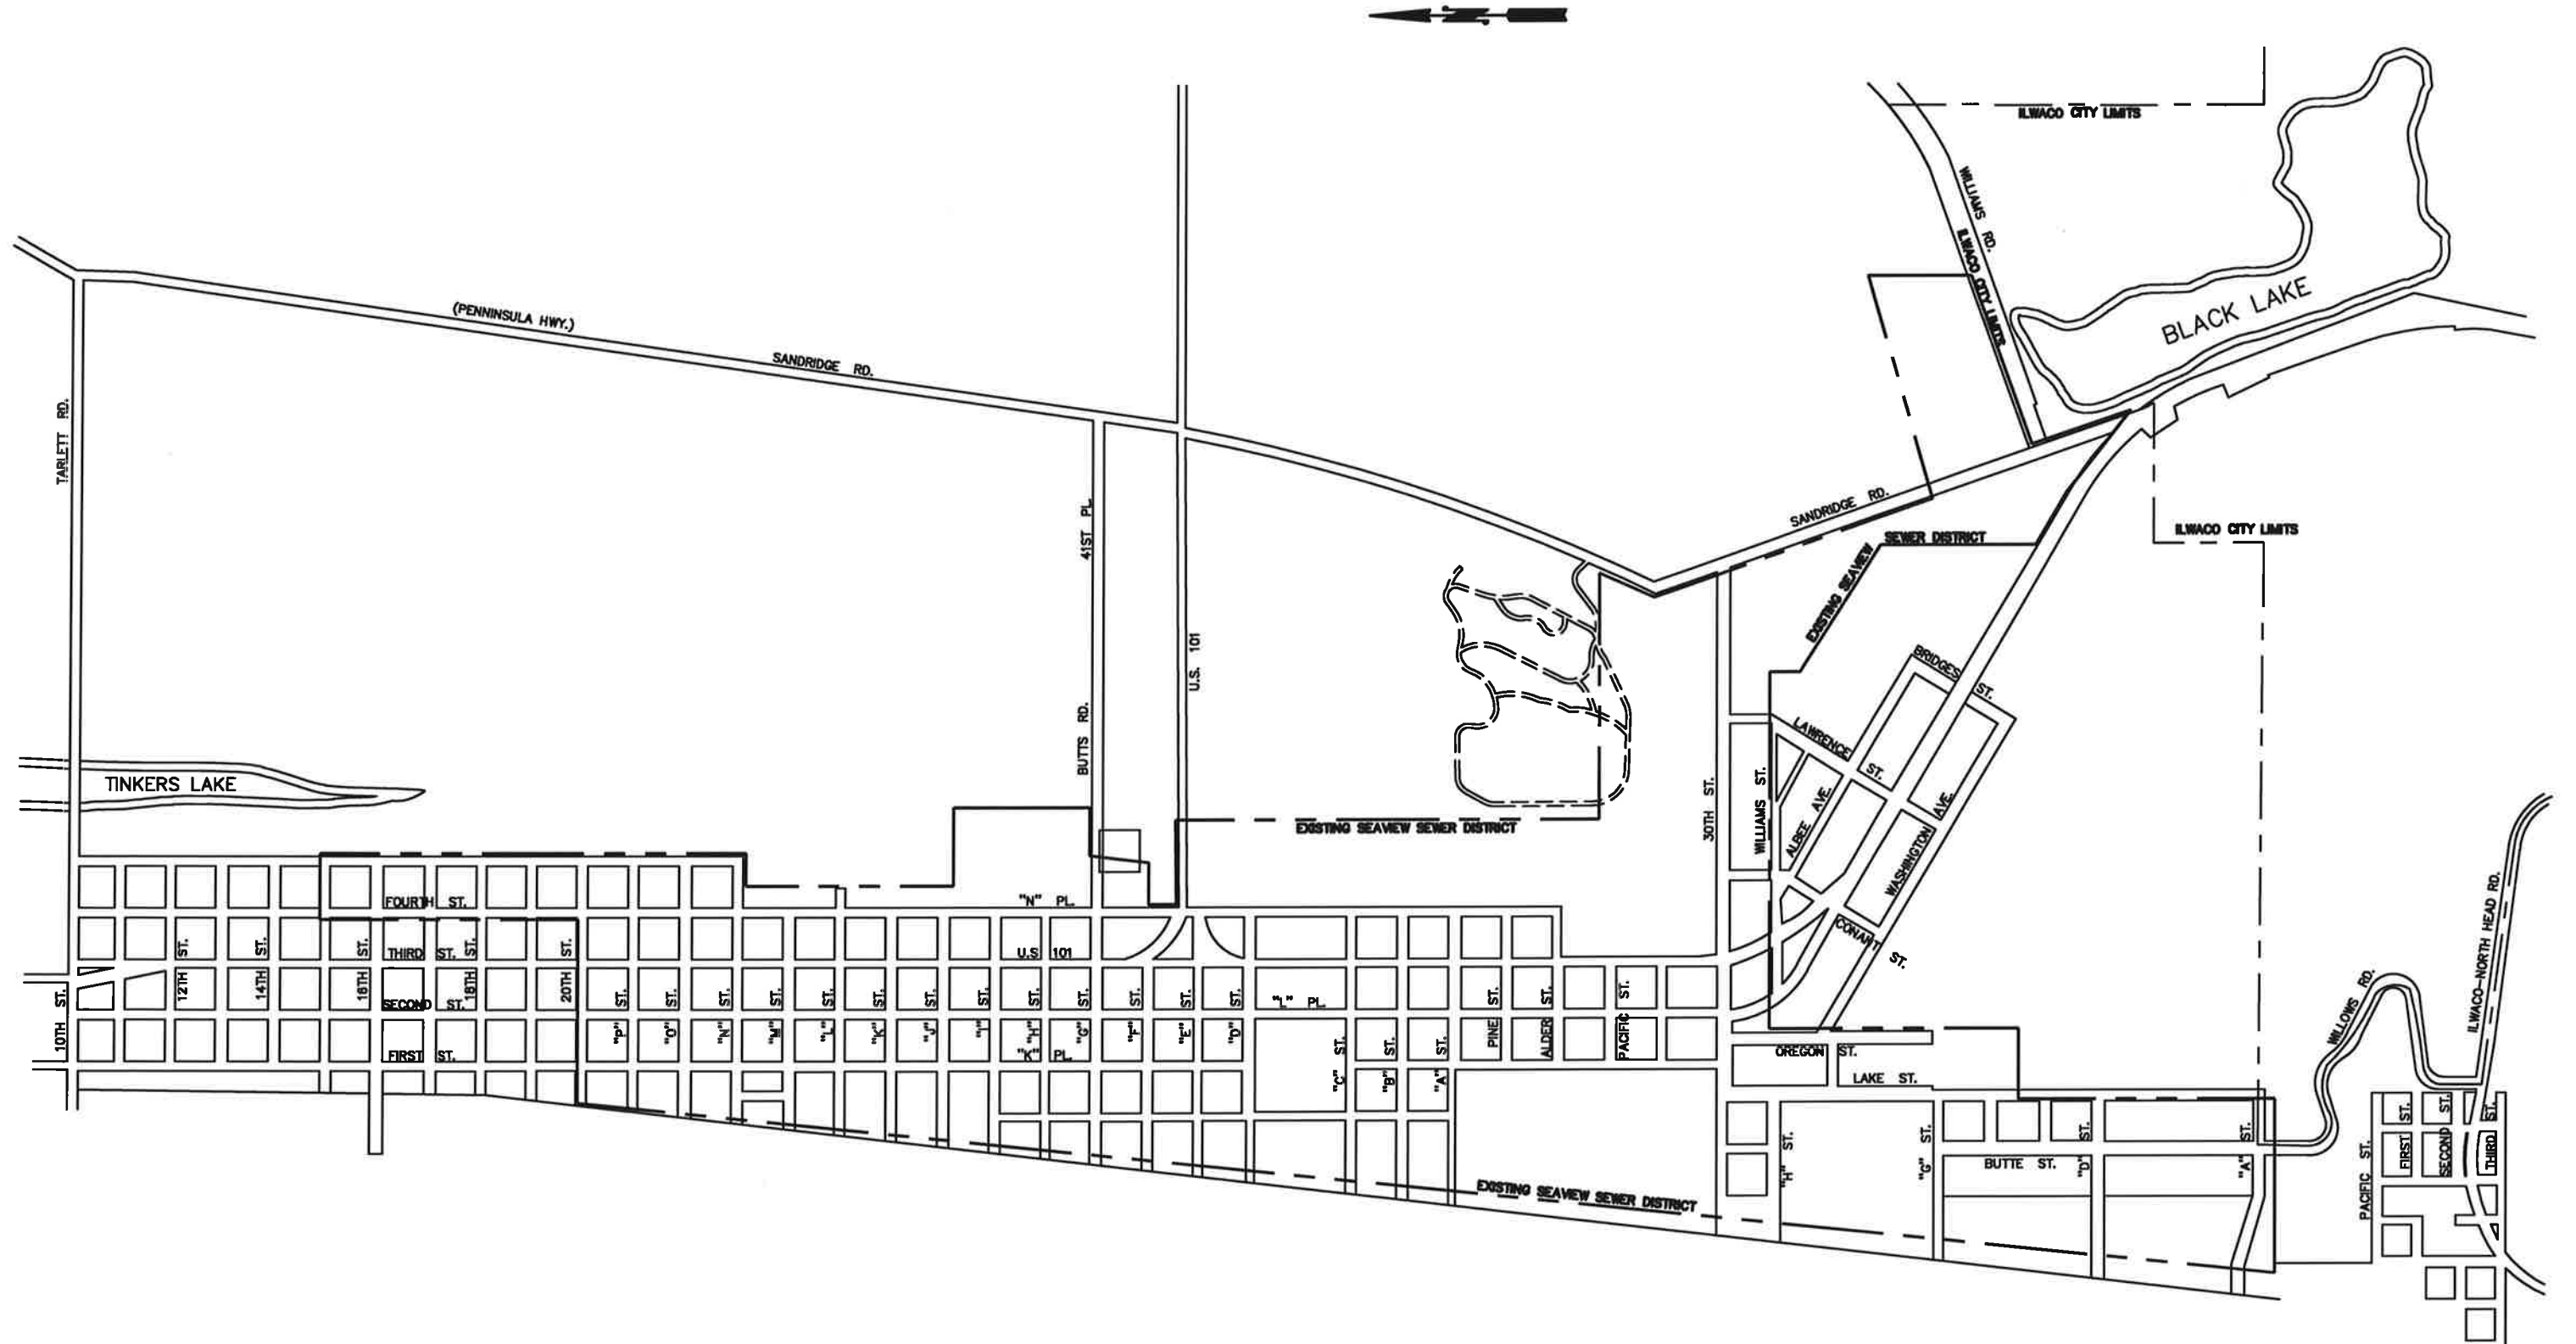 ILWACO CITY LIMITS
WILLIAMS RD.
ILWACO CITY LIMITS
BLACK LAKE
(PENNINSULA HWY.)
SANDRIDGE RD.
TARLETT RD.
41ST PL.
BUTTS RD.
U.S. 101
SANDRIDGE RD.
ILWACO CITY LIMITS
EXISTING SEAVIEW
SEWER DISTRICT
BRIDGES ST.
LAWRENCE ST.
ALBEE AVE.
WASHINGTON AVE.
CONANT ST.
WILLIAMS ST.
30TH ST.
TINKERS LAKE
EXISTING SEAVIEW SEWER DISTRICT
FOURTH ST.
"N" PL.
THIRD ST.
U.S 101
SECOND ST.
"L" PL.
FIRST ST.
"K" PL.
10TH ST.
12TH ST.
14TH ST.
16TH ST.
18TH ST.
20TH ST.
"P" ST.
"O" ST.
"N" ST.
"M" ST.
"L" ST.
"K" ST.
"J" ST.
"I" ST.
"H" ST.
"G" ST.
"F" ST.
"E" ST.
"D" ST.
"C" ST.
"B" ST.
"A" ST.
PINE ST.
ALDER ST.
PACIFIC ST.
OREGON ST.
LAKE ST.
"H" ST.
"G" ST.
BUTTE ST.
"D" ST.
"A" ST.
EXISTING SEAVIEW SEWER DISTRICT
WILLOWS RD.
ILWACO-NORTH HEAD RD.
PACIFIC ST.
FIRST ST.
SECOND ST.
THIRD ST.